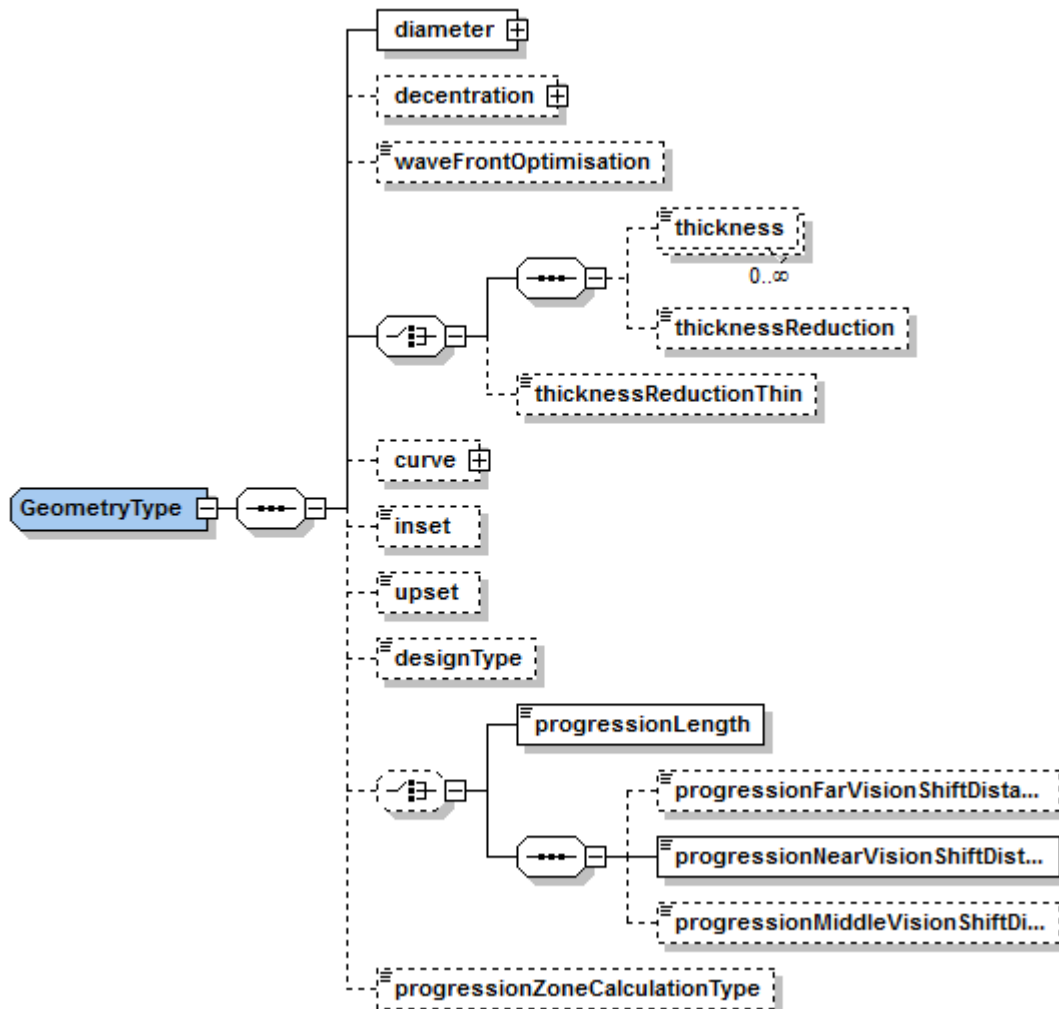 diameter
decentration
waveFrontOptimisation
thickness
0..∞
thicknessReduction
thicknessReductionThin
curve
GeometryType
inset
upset
designType
progressionLength
progressionFarVisionShiftDista...
progressionNearVisionShiftDist...
progressionMiddleVisionShiftDi...
progressionZoneCalculationType